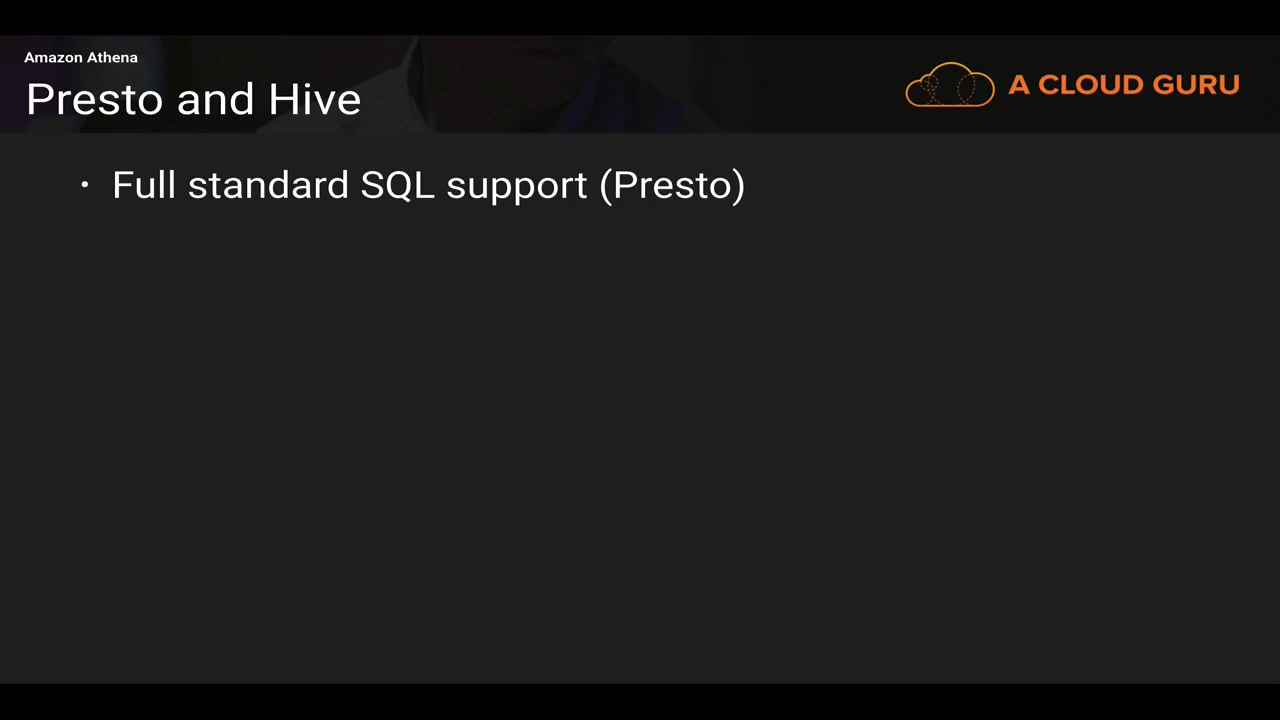 Amazon Athena
Presto and Hive
A CLOUD GURU
• Full standard SQL support (Presto)